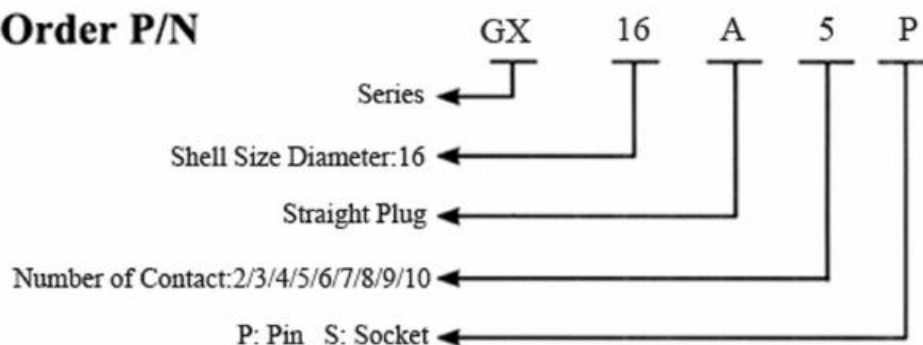 Order P/N GX 16 A 5 P
Series
Shell Size Diameter:16
Straight Plug
Number of Contact:2/3/4/5/6/7/8/9/10
P: Pin S: Socket